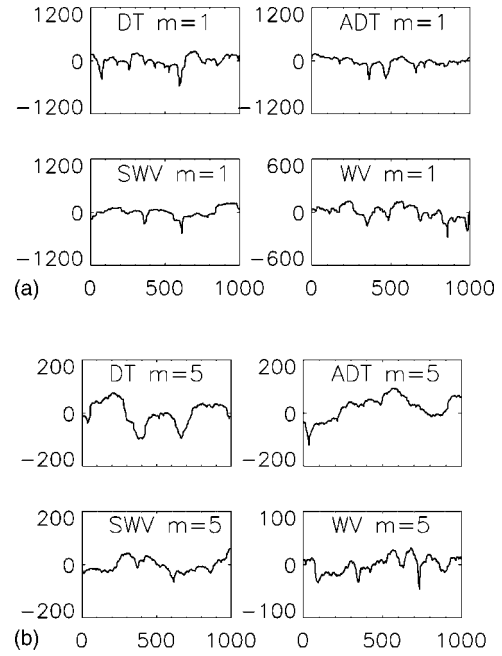 1200 DT m=1 1200 ADT m=1
0 0
−1200 −1200
1200 SWV m=1 600 WV m=1
0 0
−1200 −600
(a) 0 500 1000 0 500 1000
200 DT m=5 200 ADT m=5
0 0
−200 −200
200 SWV m=5 100 WV m=5
0 0
−200 −100
(b) 0 500 1000 0 500 1000